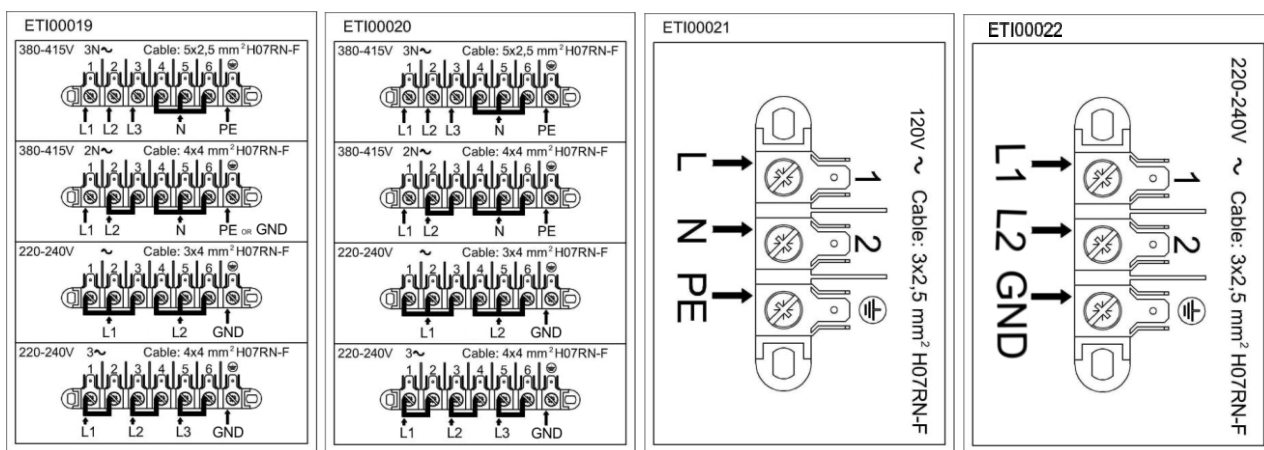 ETI00019
380-415V 3N～ Cable: 5x2,5 mm² H07RN-F
1 2 3 4 5 6
L1 L2 L3 N PE
380-415V 2N～ Cable: 4x4 mm² H07RN-F
1 2 3 4 5 6
L1 L2 N PE OR GND
220-240V ～ Cable: 3x4 mm² H07RN-F
1 2 3 4 5 6
L1 L2 GND
220-240V 3～ Cable: 4x4 mm² H07RN-F
1 2 3 4 5 6
L1 L2 L3 GND
ETI00020
380-415V 3N～ Cable: 5x2,5 mm² H07RN-F
1 2 3 4 5 6
L1 L2 L3 N PE
380-415V 2N～ Cable: 4x4 mm² H07RN-F
1 2 3 4 5 6
L1 L2 N PE
220-240V ～ Cable: 3x4 mm² H07RN-F
1 2 3 4 5 6
L1 L2 GND
220-240V 3～ Cable: 4x4 mm² H07RN-F
1 2 3 4 5 6
L1 L2 L3 GND
ETI00021
120V ～ Cable: 3x2,5 mm² H07RN-F
L 1
N 2
PE
ETI00022
220-240V ～ Cable: 3x2,5 mm² H07RN-F
L1 1
L2 2
GND